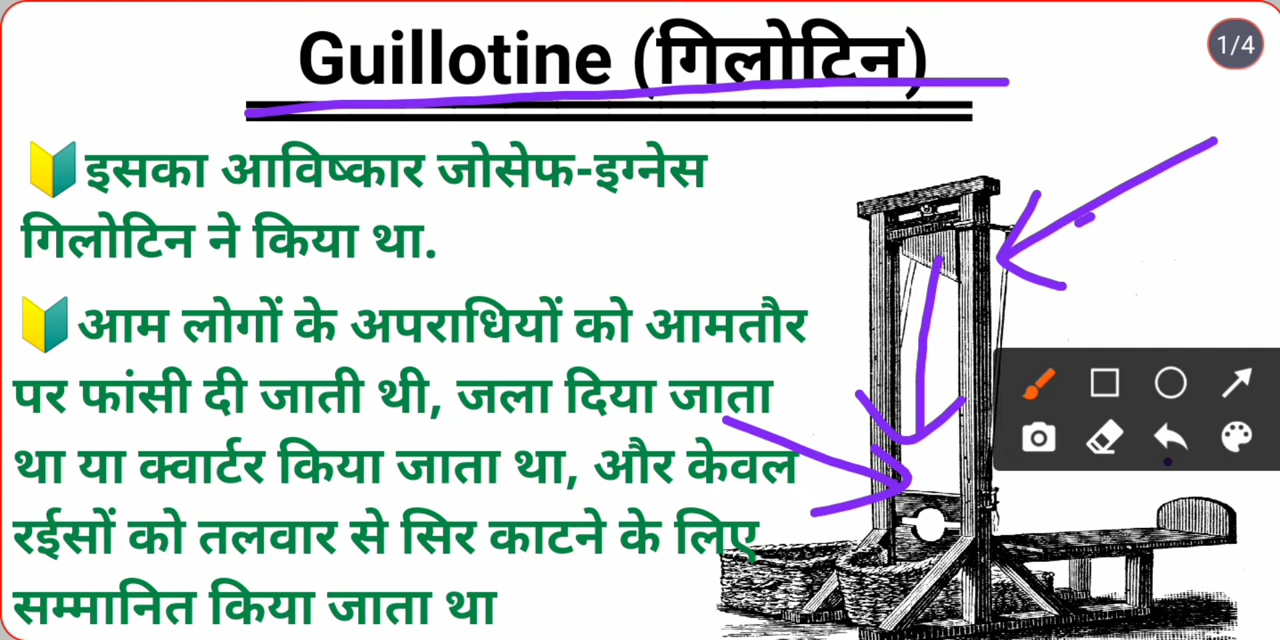 Guillotine (गिलोटिन)
1/4
🔰इसका आविष्कार जोसेफ-इग्नेस
गिलोटिन ने किया था.
🔰आम लोगों के अपराधियों को आमतौर
पर फांसी दी जाती थी, जला दिया जाता
था या क्वार्टर किया जाता था, और केवल
रईसों को तलवार से सिर काटने के लिए
सम्मानित किया जाता था